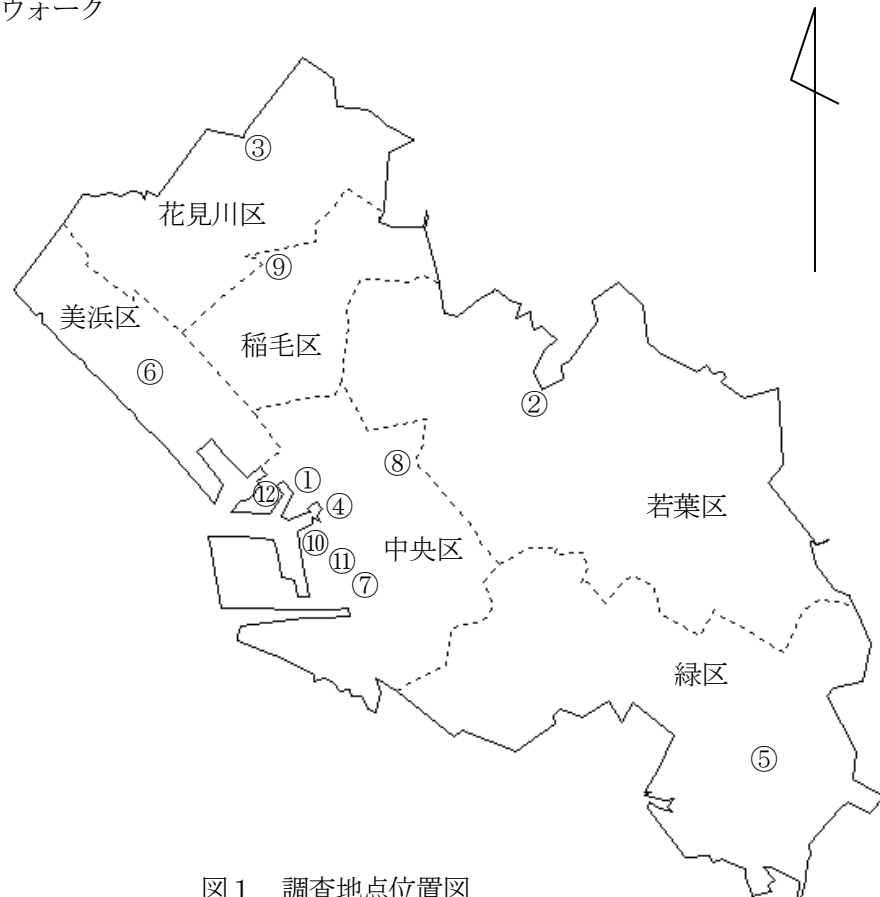 ウォーク
③
花見川区
⑨
美浜区
稲毛区
⑥
②
⑧
①
⑫
④
若葉区
⑩
中央区
⑪
⑦
緑区
⑤
図1 調査地点位置図